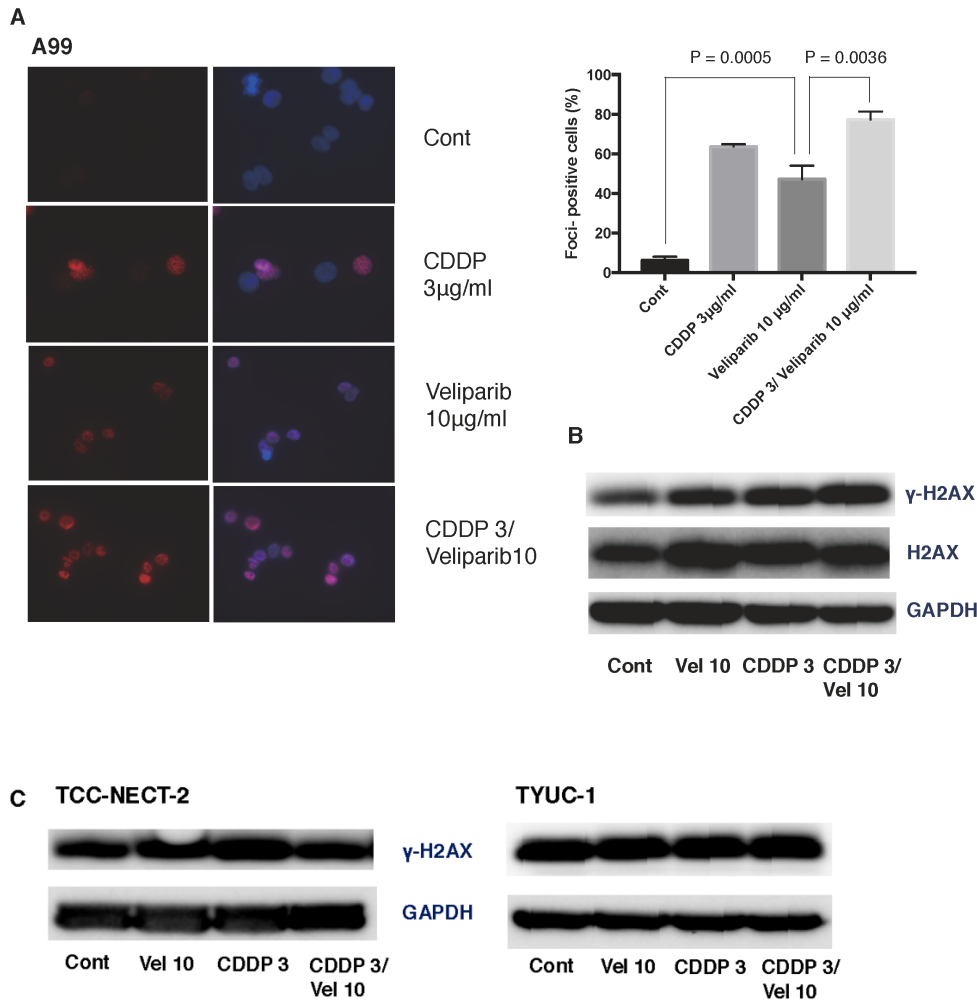 A
A99
Cont
CDDP
3µg/ml
Veliparib
10µg/ml
CDDP 3/
Veliparib10
P = 0.0005
P = 0.0036
Foci- positive cells (%)
100
80
60
40
20
0
Cont
CDDP 3µg/ml
Veliparib 10 µg/ml
CDDP 3/ Veliparib 10 µg/ml
B
γ-H2AX
H2AX
GAPDH
Cont
Vel 10
CDDP 3
CDDP 3/
Vel 10
C
TCC-NECT-2
TYUC-1
γ-H2AX
GAPDH
Cont
Vel 10
CDDP 3
CDDP 3/
Vel 10
Cont
Vel 10
CDDP 3
CDDP 3/
Vel 10